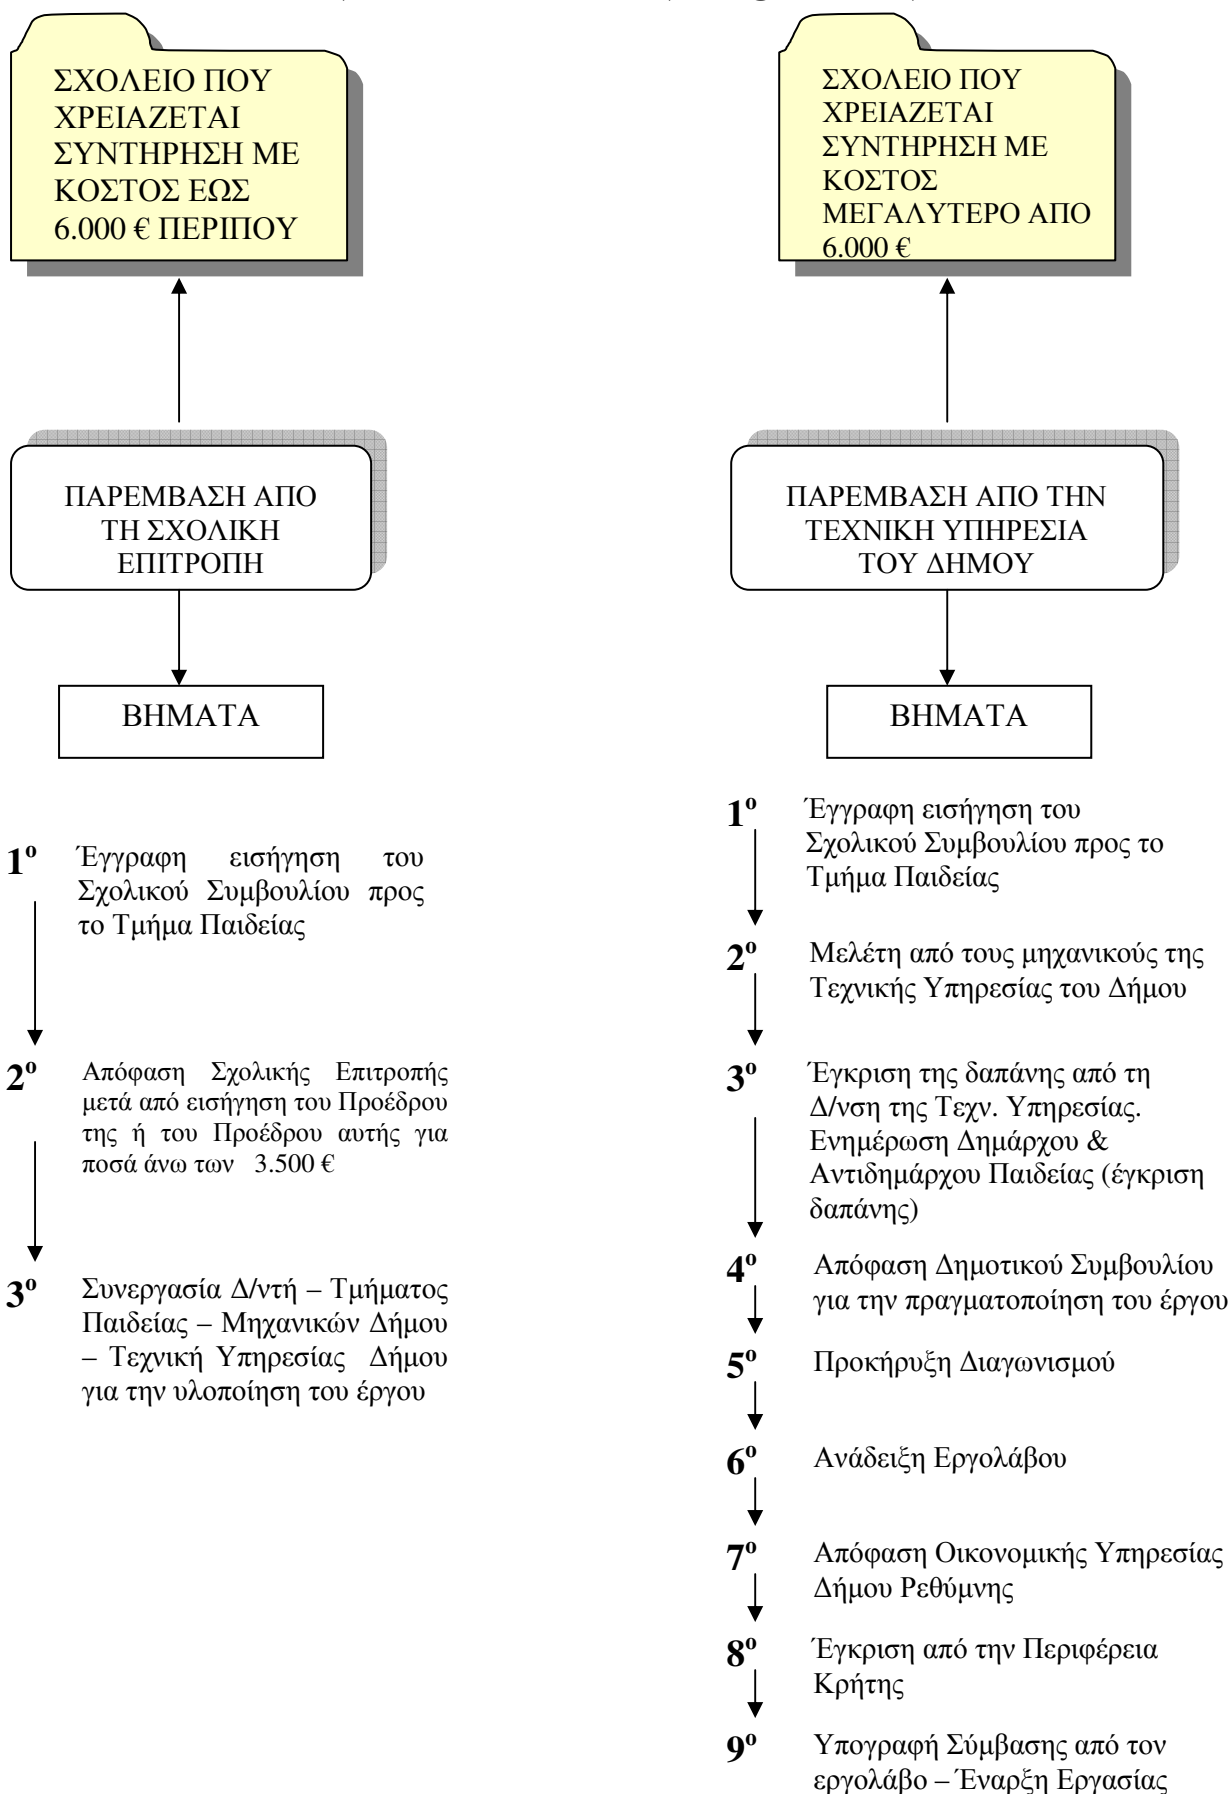 ΣΧΟΛΕΙΟ ΠΟΥ
ΧΡΕΙΑΖΕΤΑΙ
ΣΥΝΤΗΡΗΣΗ ΜΕ
ΚΟΣΤΟΣ ΕΩΣ
6.000 € ΠΕΡΙΠΟΥ
ΠΑΡΕΜΒΑΣΗ ΑΠΟ
ΤΗ ΣΧΟΛΙΚΗ
ΕΠΙΤΡΟΠΗ
ΒΗΜΑΤΑ
1º Έγγραφη εισήγηση του
Σχολικού Συμβουλίου προς
το Τμήμα Παιδείας
2º Απόφαση Σχολικής Επιτροπής
μετά από εισήγηση του Προέδρου
της ή του Προέδρου αυτής για
ποσά άνω των 3.500 €
3º Συνεργασία Δ/ντή – Τμήματος
Παιδείας – Μηχανικών Δήμου
– Τεχνική Υπηρεσίας Δήμου
για την υλοποίηση του έργου
ΣΧΟΛΕΙΟ ΠΟΥ
ΧΡΕΙΑΖΕΤΑΙ
ΣΥΝΤΗΡΗΣΗ ΜΕ
ΚΟΣΤΟΣ
ΜΕΓΑΛΥΤΕΡΟ ΑΠΟ
6.000 €
ΠΑΡΕΜΒΑΣΗ ΑΠΟ ΤΗΝ
ΤΕΧΝΙΚΗ ΥΠΗΡΕΣΙΑ
ΤΟΥ ΔΗΜΟΥ
ΒΗΜΑΤΑ
1º Έγγραφη εισήγηση του
Σχολικού Συμβουλίου προς το
Τμήμα Παιδείας
2º Μελέτη από τους μηχανικούς της
Τεχνικής Υπηρεσίας του Δήμου
3º Έγκριση της δαπάνης από τη
Δ/νση της Τεχν. Υπηρεσίας.
Ενημέρωση Δημάρχου &
Αντιδημάρχου Παιδείας (έγκριση
δαπάνης)
4º Απόφαση Δημοτικού Συμβουλίου
για την πραγματοποίηση του έργου
5º Προκήρυξη Διαγωνισμού
6º Ανάδειξη Εργολάβου
7º Απόφαση Οικονομικής Υπηρεσίας
Δήμου Ρεθύμνης
8º Έγκριση από την Περιφέρεια
Κρήτης
9º Υπογραφή Σύμβασης από τον
εργολάβο – Έναρξη Εργασίας